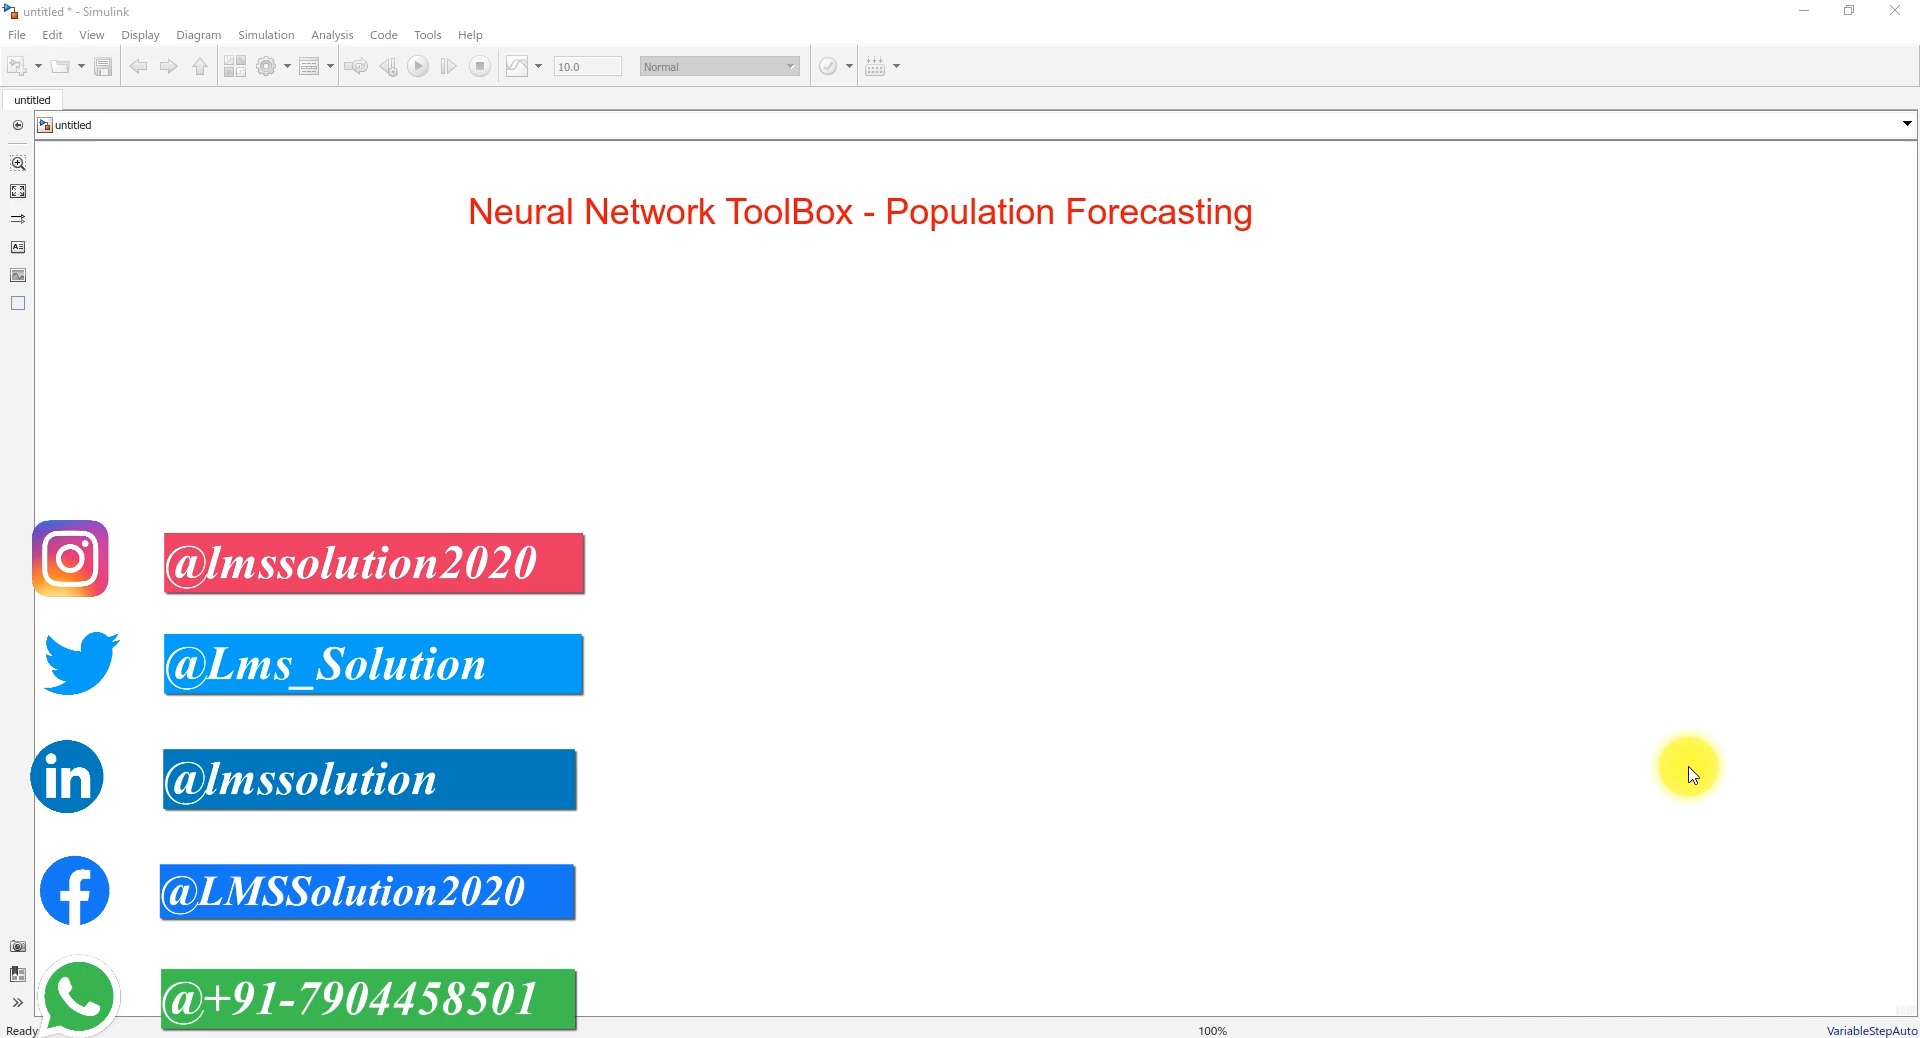 untitled * - Simulink
File Edit View Display Diagram Simulation Analysis Code Tools Help
10.0 Normal
untitled
untitled
Neural Network ToolBox - Population Forecasting
@lmssolution2020
@Lms_Solution
in @lmssolution
@LMSSolution2020
@+91-7904458501
Ready 100% VariableStepAuto